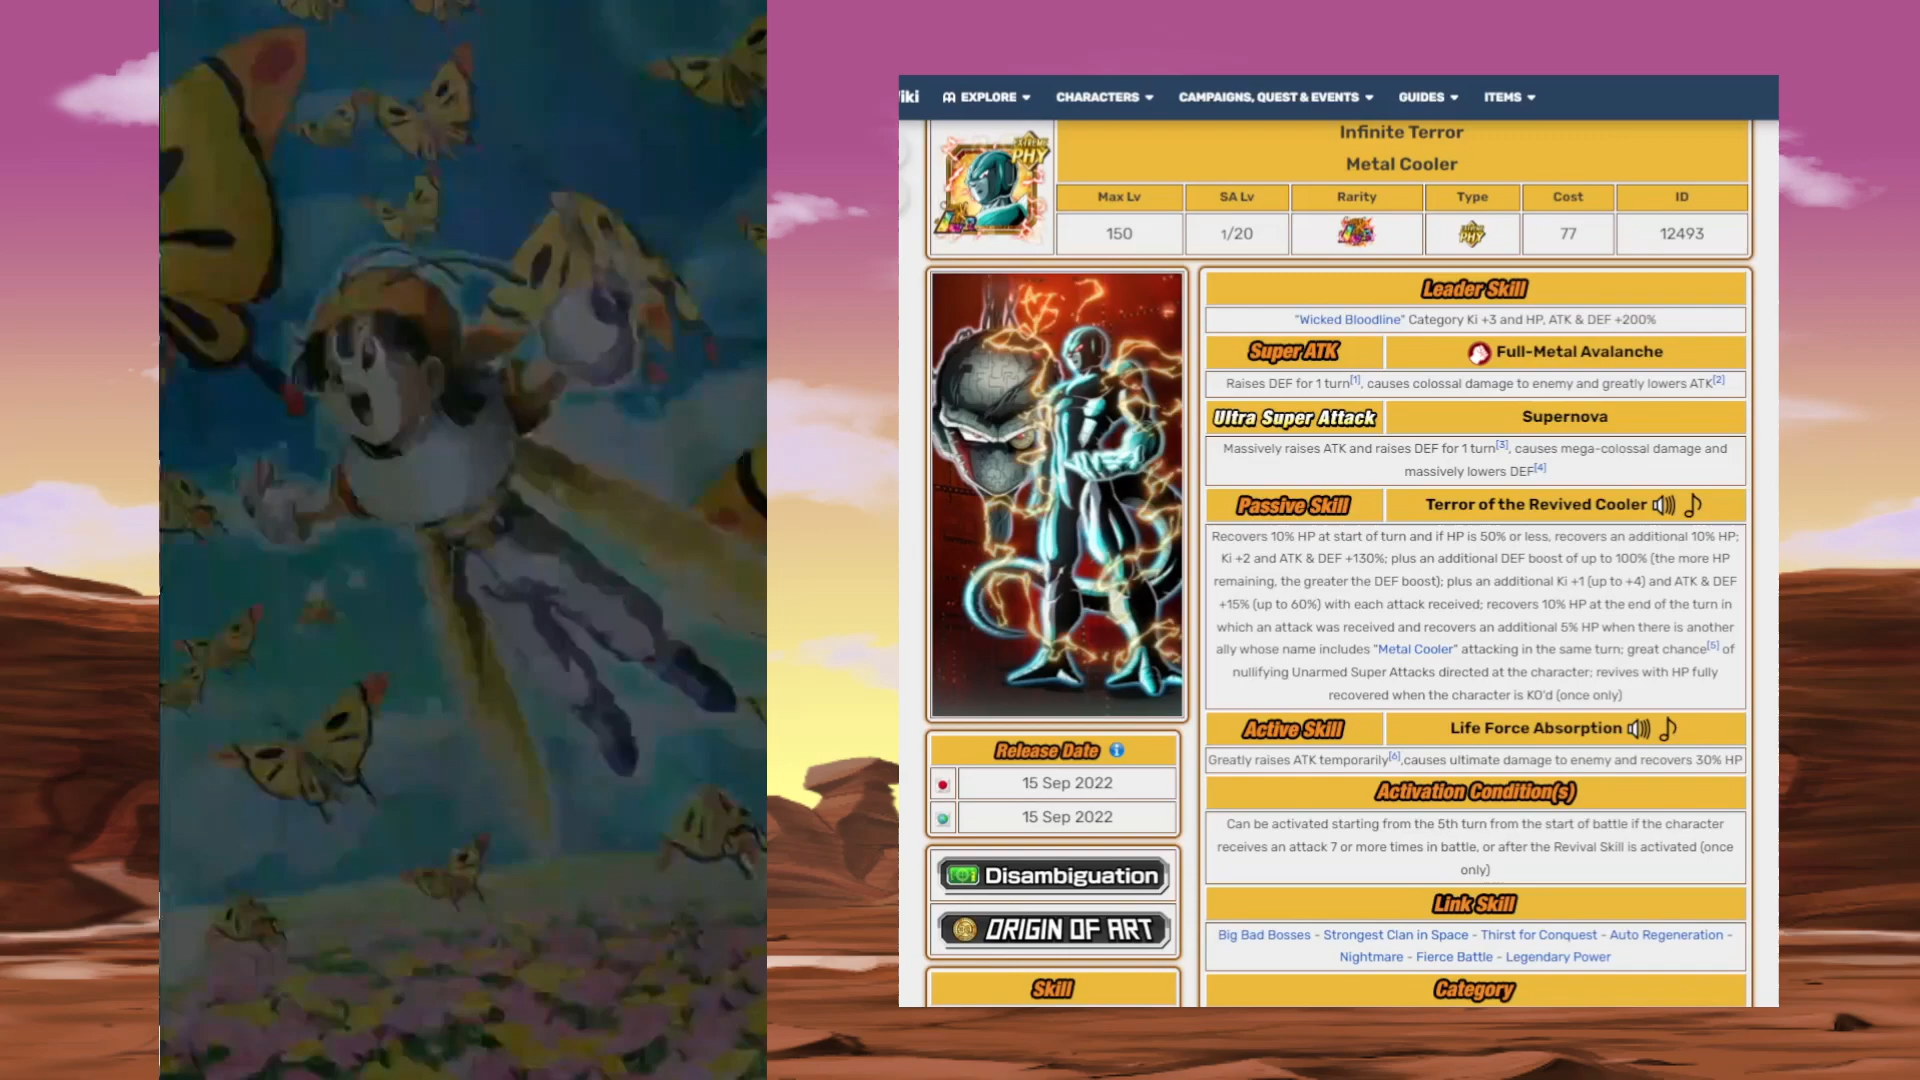 iki
EXPLORE
CHARACTERS
CAMPAIGNS, QUEST & EVENTS
GUIDES
ITEMS
Infinite Terror
Metal Cooler
Max Lv
SA Lv
Rarity
Type
Cost
ID
150
1/20
77
12493
EXTREME
PHY
LR
LR
EXTREME
PHY
Leader Skill
"Wicked Bloodline" Category Ki +3 and HP, ATK & DEF +200%
Super ATK
Full-Metal Avalanche
Raises DEF for 1 turn[1], causes colossal damage to enemy and greatly lowers ATK[2]
Ultra Super Attack
Supernova
Massively raises ATK and raises DEF for 1 turn[3], causes mega-colossal damage and
massively lowers DEF[4]
Passive Skill
Terror of the Revived Cooler
Recovers 10% HP at start of turn and if HP is 50% or less, recovers an additional 10% HP;
Ki +2 and ATK & DEF +130%; plus an additional DEF boost of up to 100% (the more HP
remaining, the greater the DEF boost); plus an additional Ki +1 (up to +4) and ATK & DEF
+15% (up to 60%) with each attack received; recovers 10% HP at the end of the turn in
which an attack was received and recovers an additional 5% HP when there is another
ally whose name includes "Metal Cooler" attacking in the same turn; great chance[5] of
nullifying Unarmed Super Attacks directed at the character; revives with HP fully
recovered when the character is KO'd (once only)
Active Skill
Life Force Absorption
Greatly raises ATK temporarily[6],causes ultimate damage to enemy and recovers 30% HP
Activation Condition(s)
Can be activated starting from the 5th turn from the start of battle if the character
receives an attack 7 or more times in battle, or after the Revival Skill is activated (once
only)
Link Skill
Big Bad Bosses - Strongest Clan in Space - Thirst for Conquest - Auto Regeneration -
Nightmare - Fierce Battle - Legendary Power
Category
Release Date
15 Sep 2022
15 Sep 2022
Disambiguation
ORIGIN OF ART
Skill